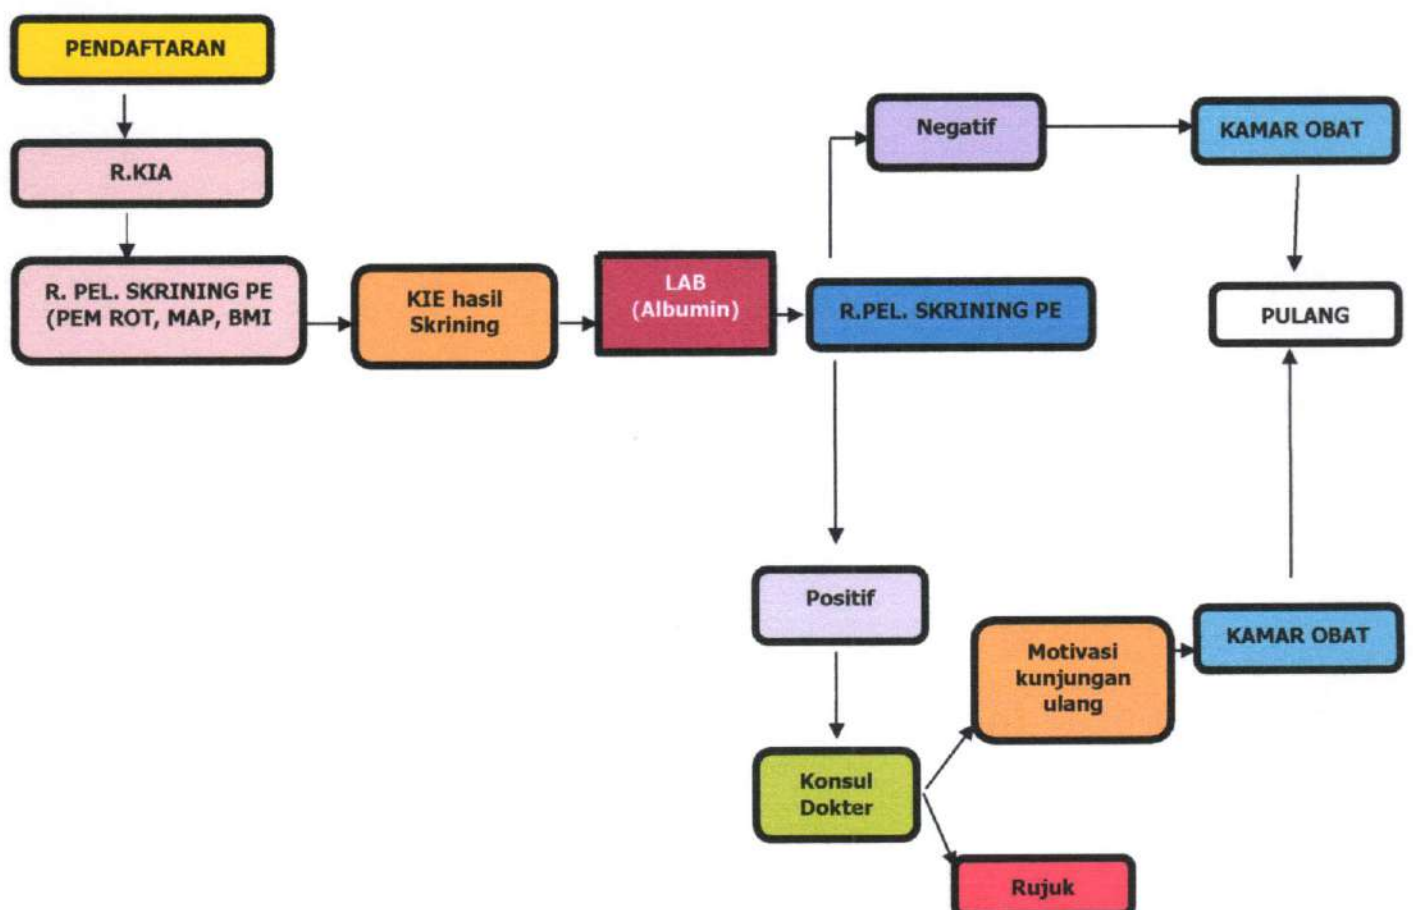 PENDAFTARAN
R.KIA
R. PEL. SKRINING PE
(PEM ROT, MAP, BMI
KIE hasil
Skrining
LAB
(Albumin)
R.PEL. SKRINING PE
Negatif
KAMAR OBAT
PULANG
Positif
Konsul
Dokter
Motivasi
kunjungan
ulang
KAMAR OBAT
Rujuk